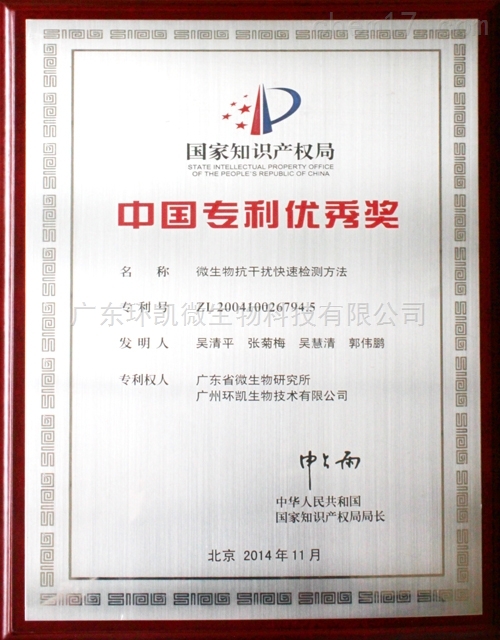 chem17.com
国家知识产权局
STATE INTELLECTUAL PROPERTY OFFICE
OF THE PEOPLE'S REPUBLIC OF CHINA
中国专利优秀奖
名 称 微生物抗干扰快速检测方法
专 利 号 ZL200410026794.5
广东环凯微生物科技有限公司
发 明 人 吴清平 张菊梅 吴慧清 郭伟鹏
专利权人 广东省微生物研究所
广州环凯生物技术有限公司
申长雨
中华人民共和国
国家知识产权局局长
北京 2014年11月